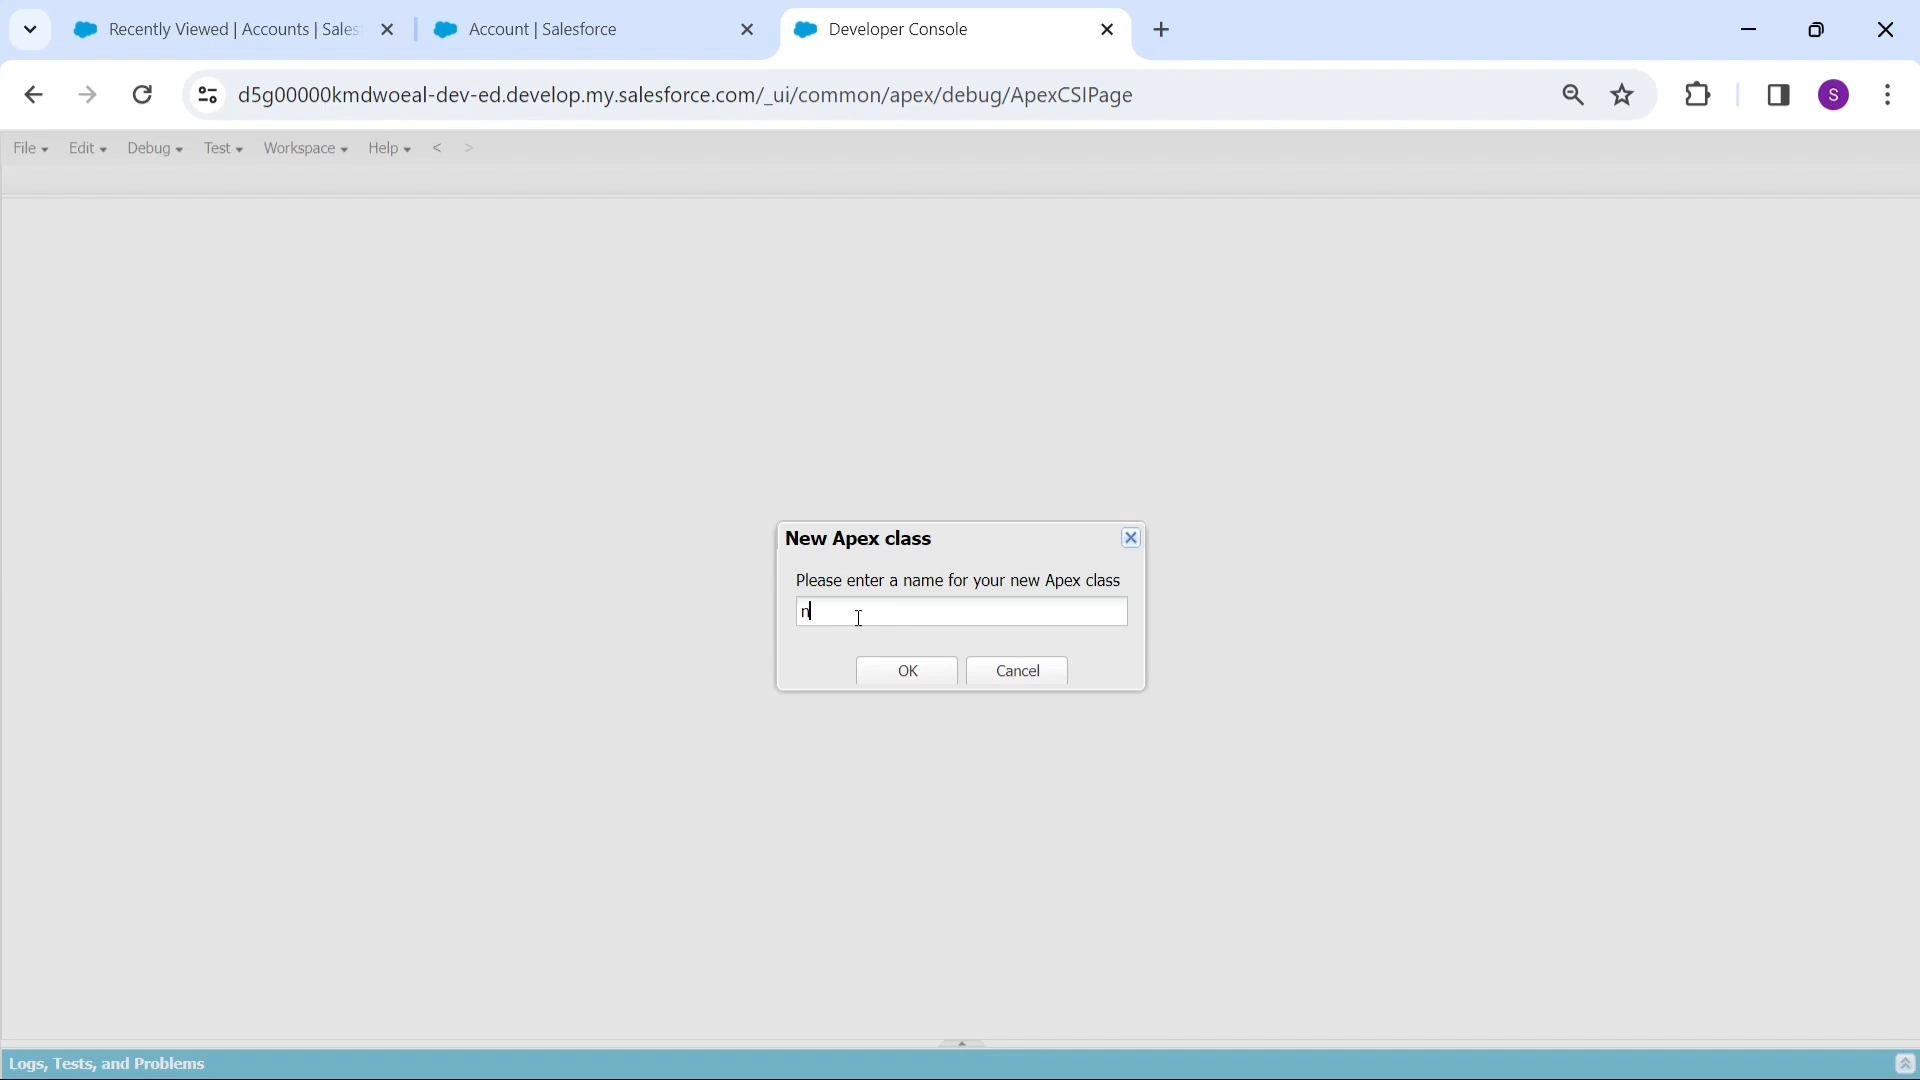 Recently Viewed | Accounts | Sales
Account | Salesforce
Developer Console
d5g00000kmdwoeal-dev-ed.develop.my.salesforce.com/_ui/common/apex/debug/ApexCSIPage
S
File
Edit
Debug
Test
Workspace
Help
<
>
New Apex class
Please enter a name for your new Apex class
n
OK
Cancel
Logs, Tests, and Problems